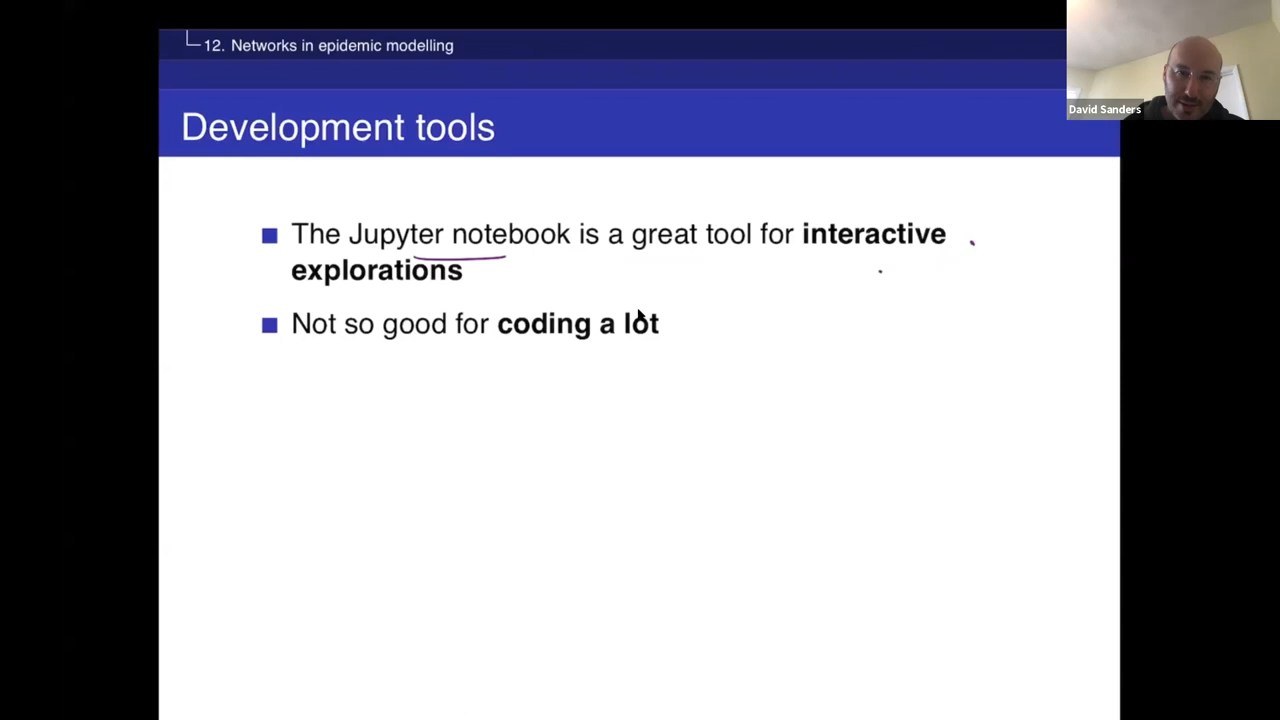 12. Networks in epidemic modelling
David Sanders
Development tools
The Jupyter notebook is a great tool for interactive
explorations
Not so good for coding a lot